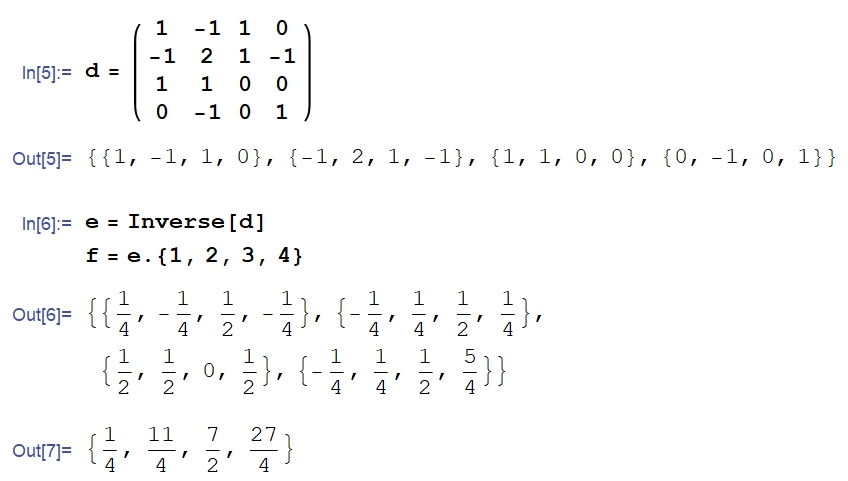 In[5]:= d = ( 1 -1 1 0
-1 2 1 -1
1 1 0 0
0 -1 0 1 )
Out[5]= {{1, -1, 1, 0}, {-1, 2, 1, -1}, {1, 1, 0, 0}, {0, -1, 0, 1}}
In[6]:= e = Inverse[d]
f = e.{1, 2, 3, 4}
Out[6]= {{1/4, -1/4, 1/2, -1/4}, {-1/4, 1/4, 1/2, 1/4},
{1/2, 1/2, 0, 1/2}, {-1/4, 1/4, 1/2, 5/4}}
Out[7]= {1/4, 11/4, 7/2, 27/4}